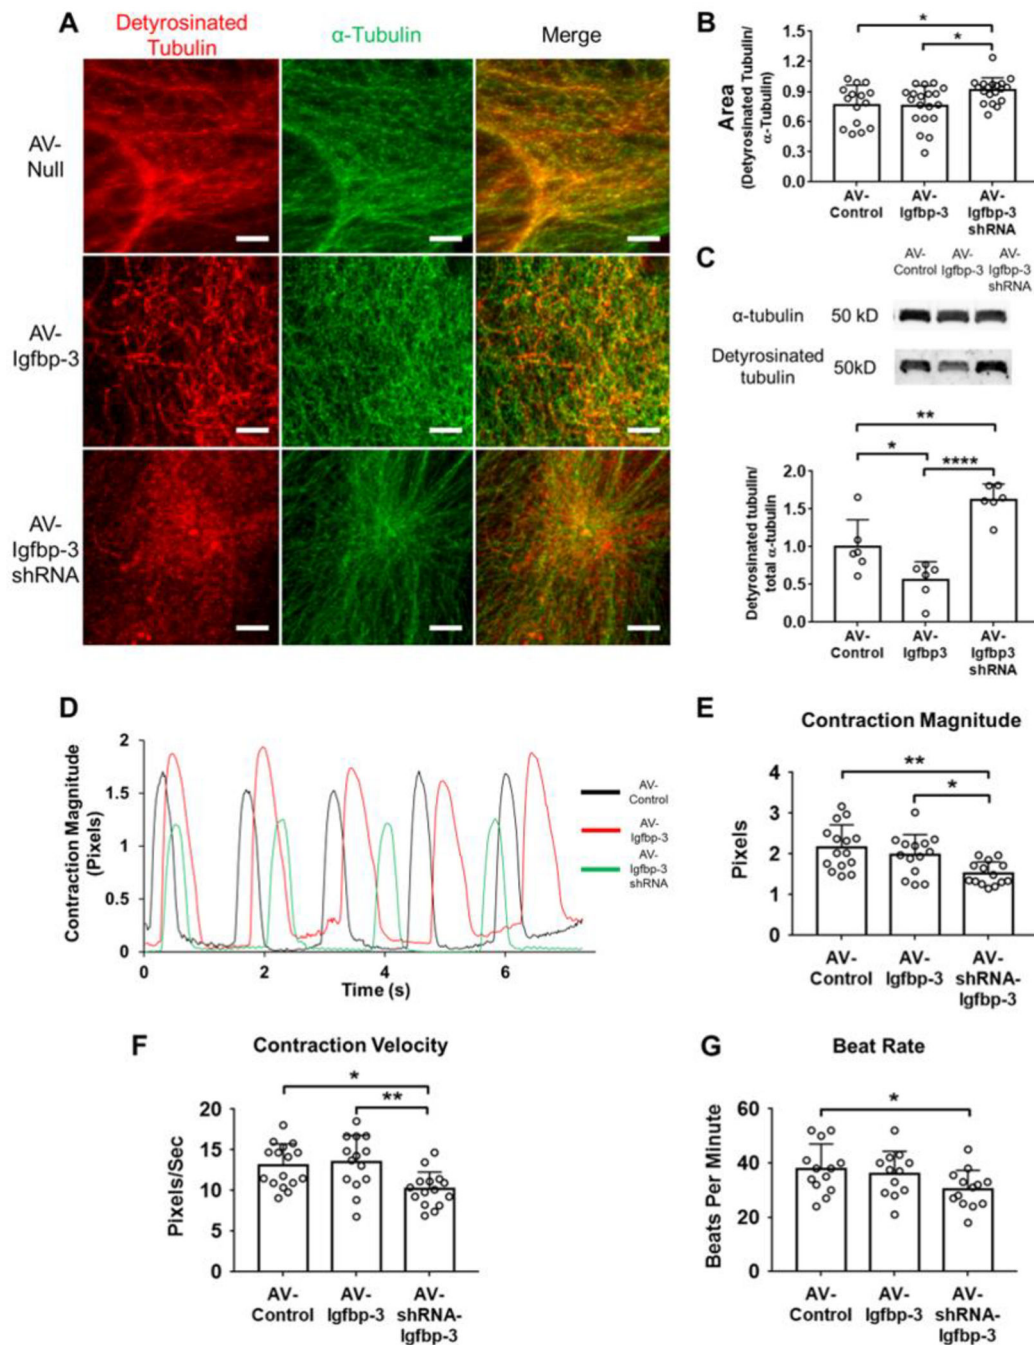 A
Detyrosinated
Tubulin
α-Tubulin
Merge
AV-
Null
AV-
Igfbp-3
AV-
Igfbp-3
shRNA
B
*
*
Area
(Detyrosinated Tubulin/
α-Tubulin)
1.5
1.2
0.9
0.6
0.3
0.0
AV-
Control
AV-
Igfbp-3
AV-
Igfbp-3
shRNA
C
AV-
Control
AV-
Igfbp-3
AV-
Igfbp-3
shRNA
α-tubulin
50 kD
Detyrosinated
tubulin
50kD
**
*
****
Detyrosinated tubulin/
total α-tubulin
2.0
1.5
1.0
0.5
0.0
AV-
Control
AV-
Igfbp3
AV-
Igfbp3
shRNA
D
Contraction Magnitude
(Pixels)
2
1.5
1
0.5
0
0
2
4
6
Time (s)
AV-
Control
AV-
Igfbp-3
AV-
Igfbp-3
shRNA
E
Contraction Magnitude
**
*
Pixels
4
3
2
1
0
AV-
Control
AV-
Igfbp-3
AV-
shRNA-
Igfbp-3
F
Contraction Velocity
*
**
Pixels/Sec
20
15
10
5
0
AV-
Control
AV-
Igfbp-3
AV-
shRNA-
Igfbp-3
G
Beat Rate
*
Beats Per Minute
60
40
20
0
AV-
Control
AV-
Igfbp-3
AV-
shRNA-
Igfbp-3